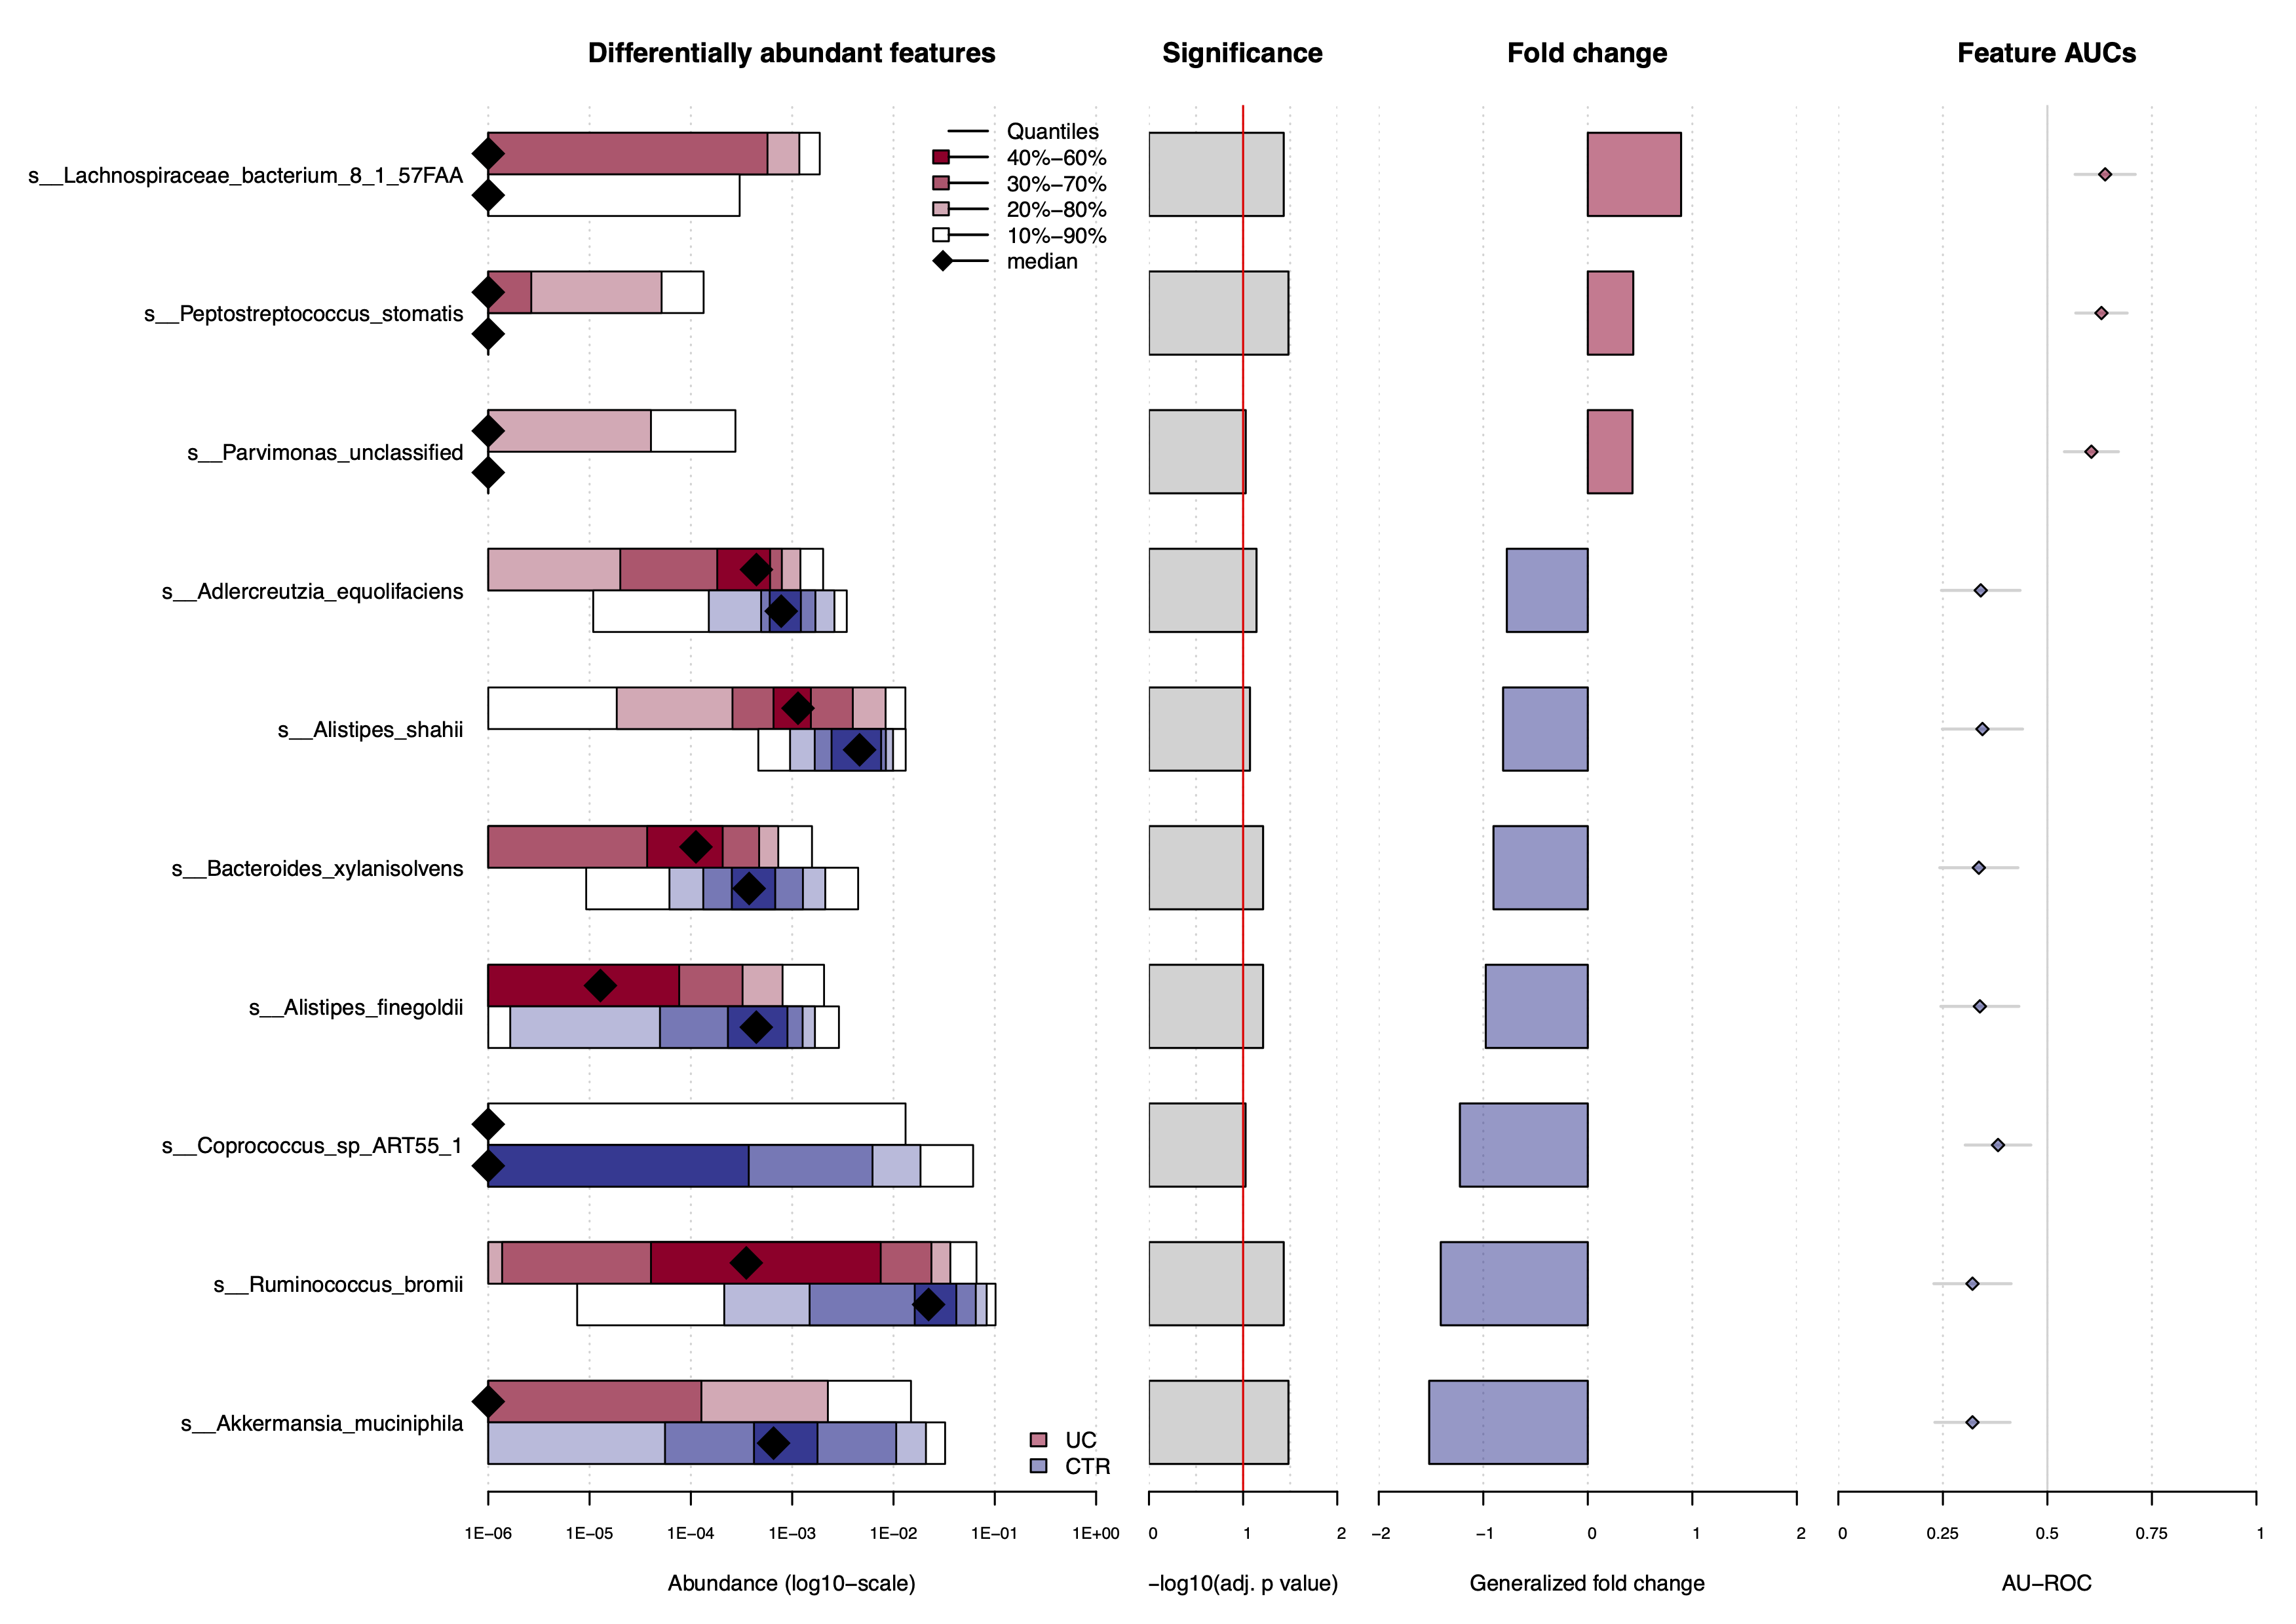 Differentially abundant features
Significance
Fold change
Feature AUCs
Quantiles
40%−60%
30%−70%
20%−80%
10%−90%
median
s__Lachnospiraceae_bacterium_8_1_57FAA
s__Peptostreptococcus_stomatis
s__Parvimonas_unclassified
s__Adlercreutzia_equolifaciens
s__Alistipes_shahii
s__Bacteroides_xylanisolvens
s__Alistipes_finegoldii
s__Coprococcus_sp_ART55_1
s__Ruminococcus_bromii
s__Akkermansia_muciniphila
UC
CTR
1E−06 1E−05 1E−04 1E−03 1E−02 1E−01 1E+00
0 1 2
−2 −1 0 1 2
0 0.25 0.5 0.75 1
Abundance (log10−scale)
−log10(adj. p value)
Generalized fold change
AU−ROC